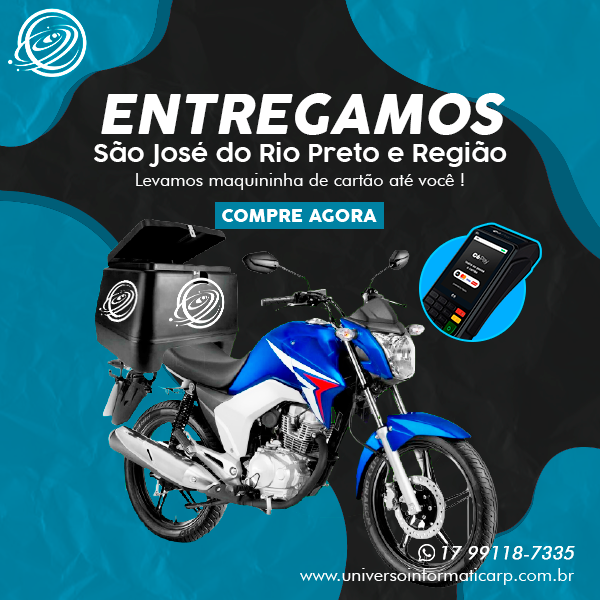 ENTREGAMOS
São José do Rio Preto e Região
Levamos maquininha de cartão até você !
COMPRE AGORA
17 99118-7335
www.universoinformaticarp.com.br